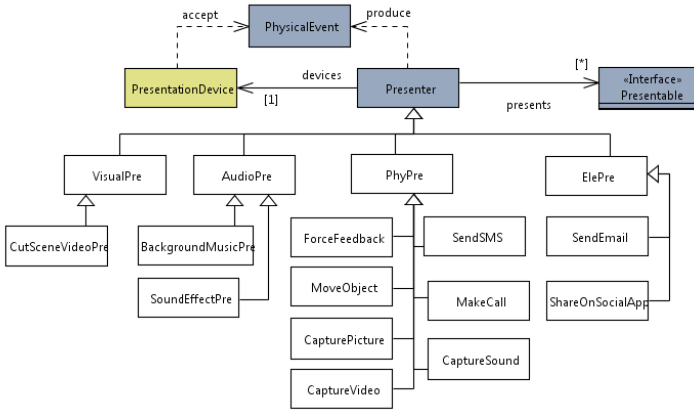 accept
produce
PhysicalEvent
[*]
«Interface»
Presentable
devices
PresentationDevice
Presenter
[1]
presents
VisualPre
AudioPre
PhyPre
ElePre
CutSceneVideoPre
BackgroundMusicPre
ForceFeedback
SendSMS
SendEmail
SoundEffectPre
MoveObject
MakeCall
ShareOnSocialApp
CapturePicture
CaptureSound
CaptureVideo